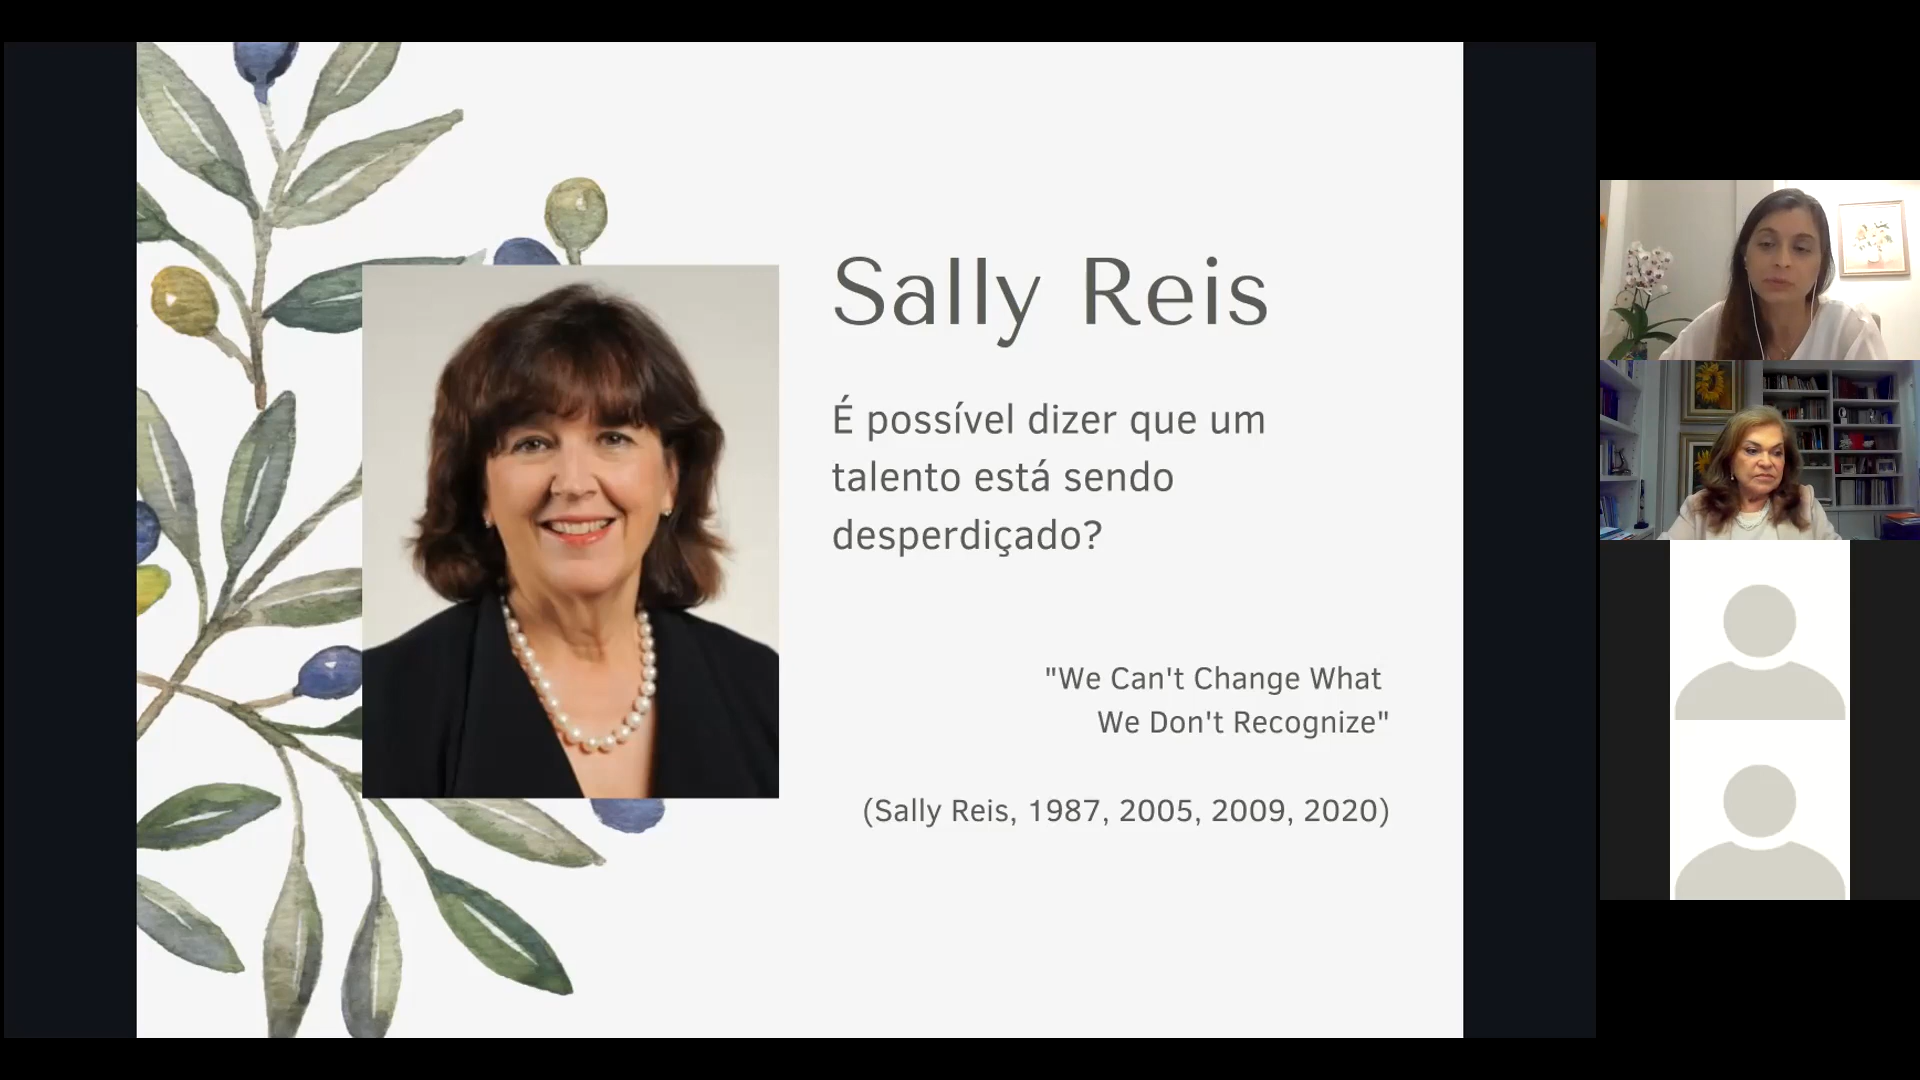 Sally Reis
É possível dizer que um
talento está sendo
desperdiçado?
"We Can't Change What
We Don't Recognize"
(Sally Reis, 1987, 2005, 2009, 2020)